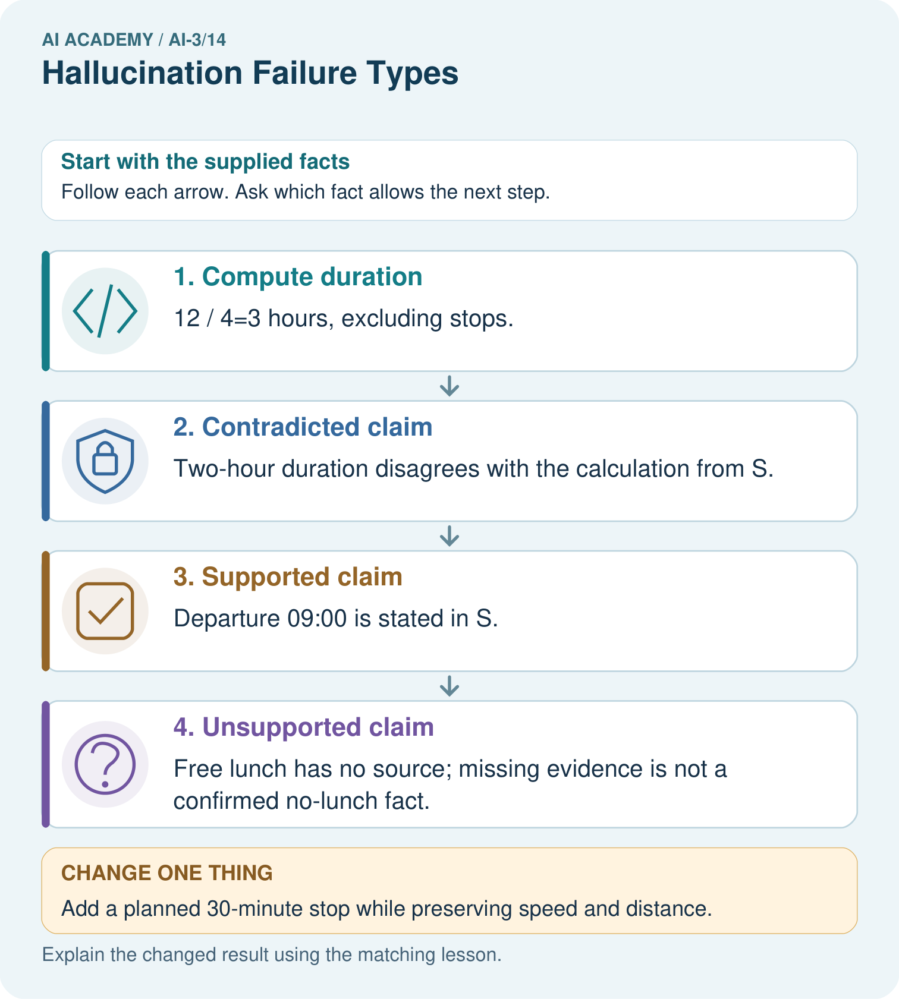 AI ACADEMY / AI-3/14
Hallucination Failure Types
Start with the supplied facts
Follow each arrow. Ask which fact allows the next step.
1. Compute duration
12 / 4=3 hours, excluding stops.
2. Contradicted claim
Two-hour duration disagrees with the calculation from S.
3. Supported claim
Departure 09:00 is stated in S.
4. Unsupported claim
Free lunch has no source; missing evidence is not a
confirmed no-lunch fact.
CHANGE ONE THING
Add a planned 30-minute stop while preserving speed and distance.
Explain the changed result using the matching lesson.